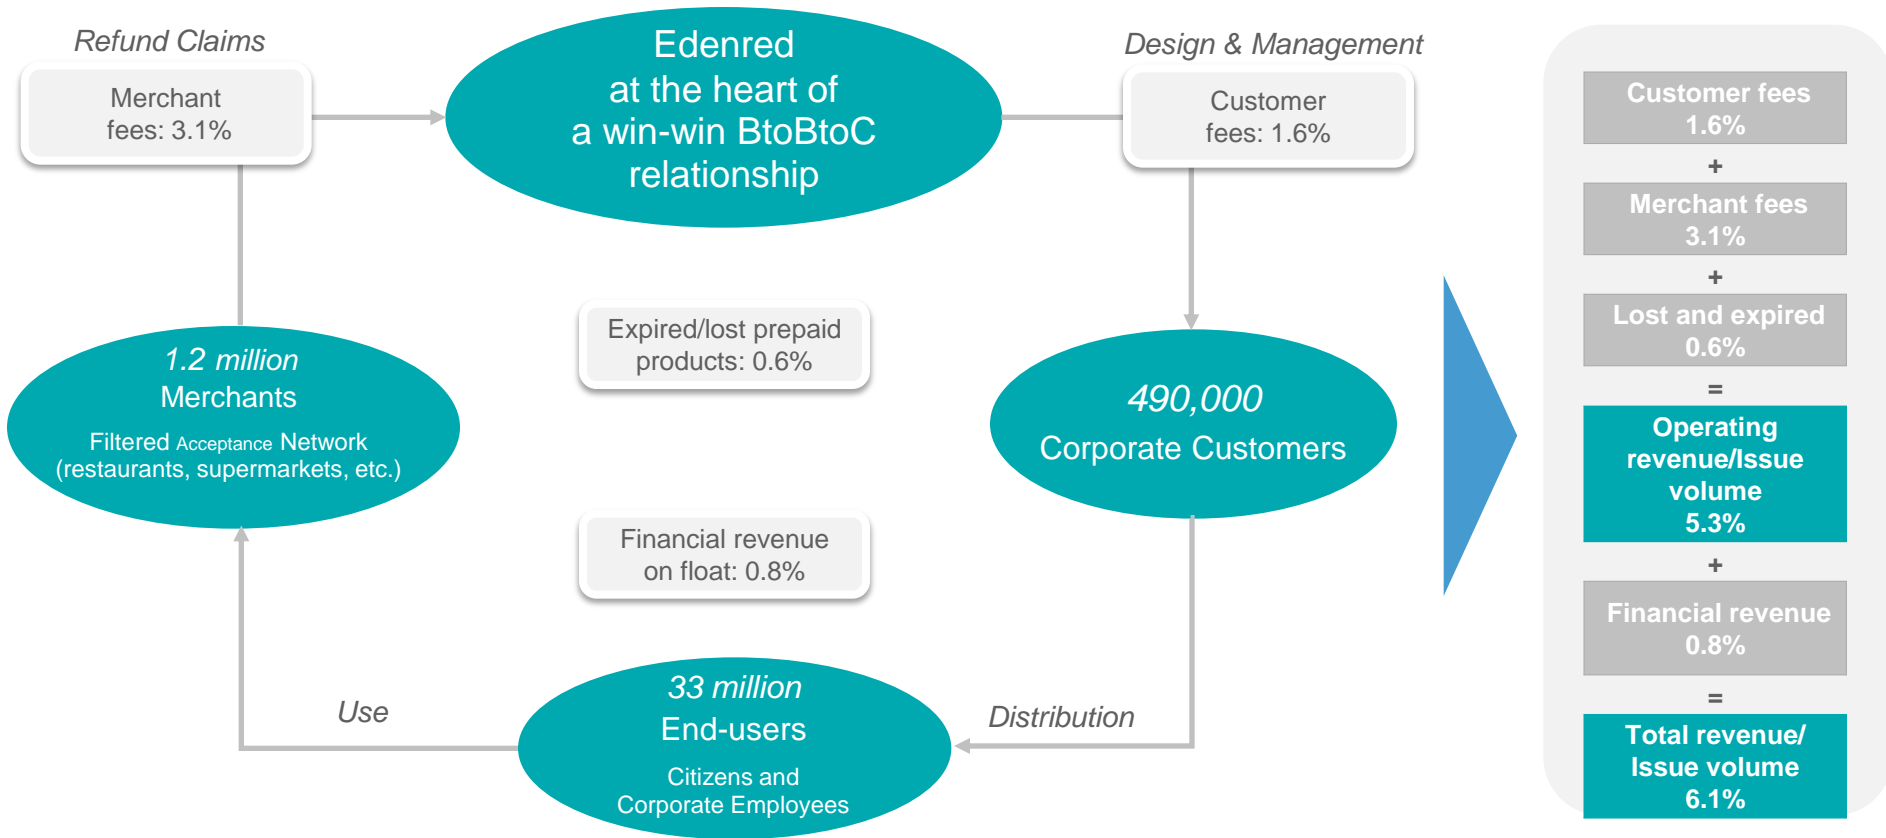 Refund Claims
Merchant
fees: 3.1%
Edenred
at the heart of
a win-win BtoBtoC
relationship
Design & Management
Customer
fees: 1.6%
Expired/lost prepaid
products: 0.6%
1.2 million
Merchants
Filtered Acceptance Network
(restaurants, supermarkets, etc.)
490,000
Corporate Customers
Financial revenue
on float: 0.8%
Use
33 million
End-users
Citizens and
Corporate Employees
Distribution
Customer fees
1.6%
+
Merchant fees
3.1%
+
Lost and expired
0.6%
=
Operating
revenue/Issue
volume
5.3%
+
Financial revenue
0.8%
=
Total revenue/
Issue volume
6.1%